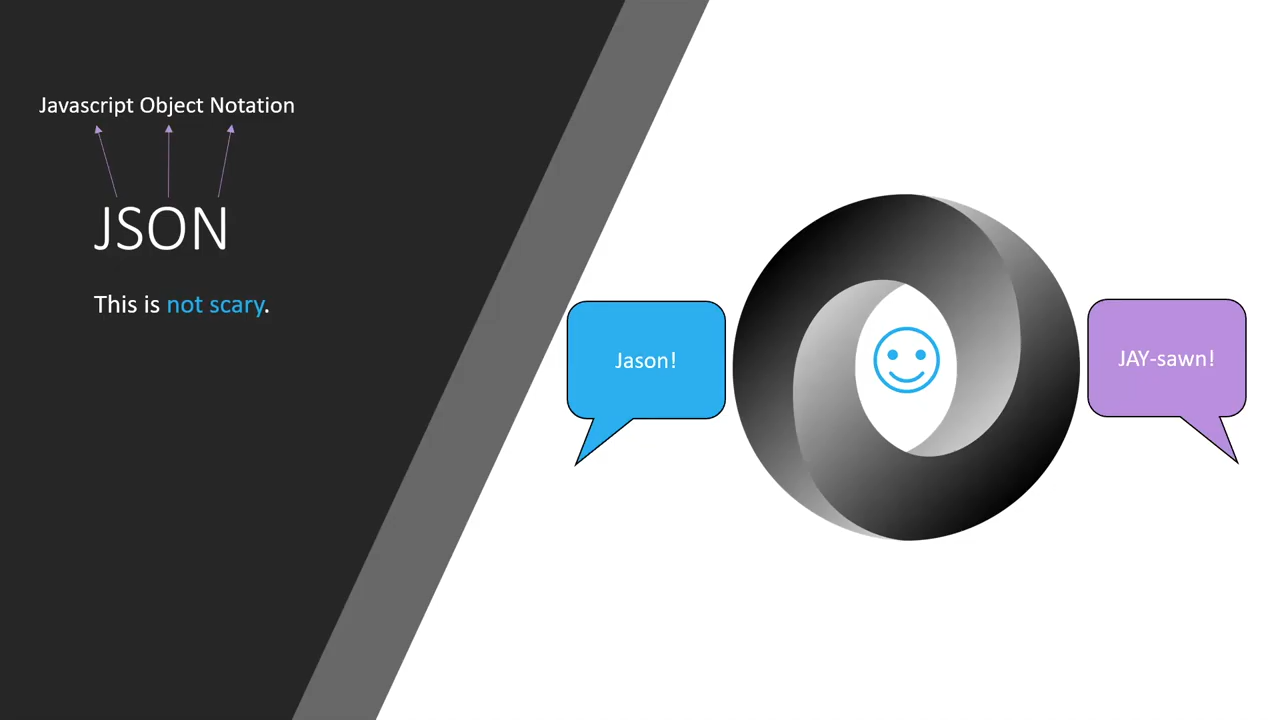 Javascript Object Notation
JSON
This is not scary.
Jason!
JAY-sawn!